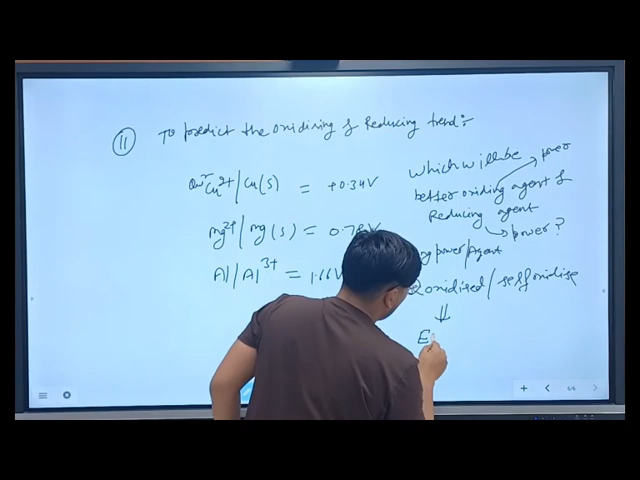 (11) To predict the oxidising & Reducing trend:-
Cu2+/Cu(s) = +0.34V
mg2+/mg(s) = 0.78V
Al/Al3+ = 1.66V
which will be
power
better oxiding agent &
Reducing agent
power?
power/Agent
oxidised/self oxidise
⇓
E